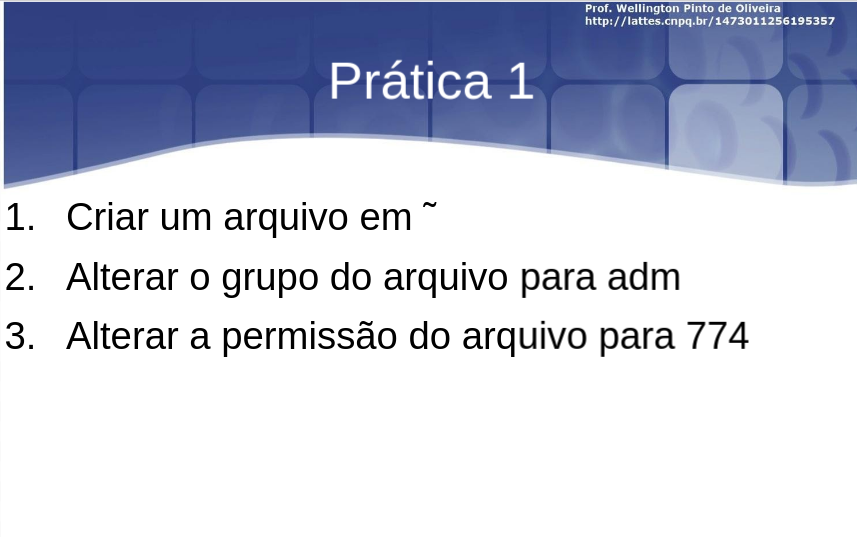 Prof. Wellington Pinto de Oliveira
http://lattes.cnpq.br/1473011256195357
Prática 1
1. Criar um arquivo em ~
2. Alterar o grupo do arquivo para adm
3. Alterar a permissão do arquivo para 774